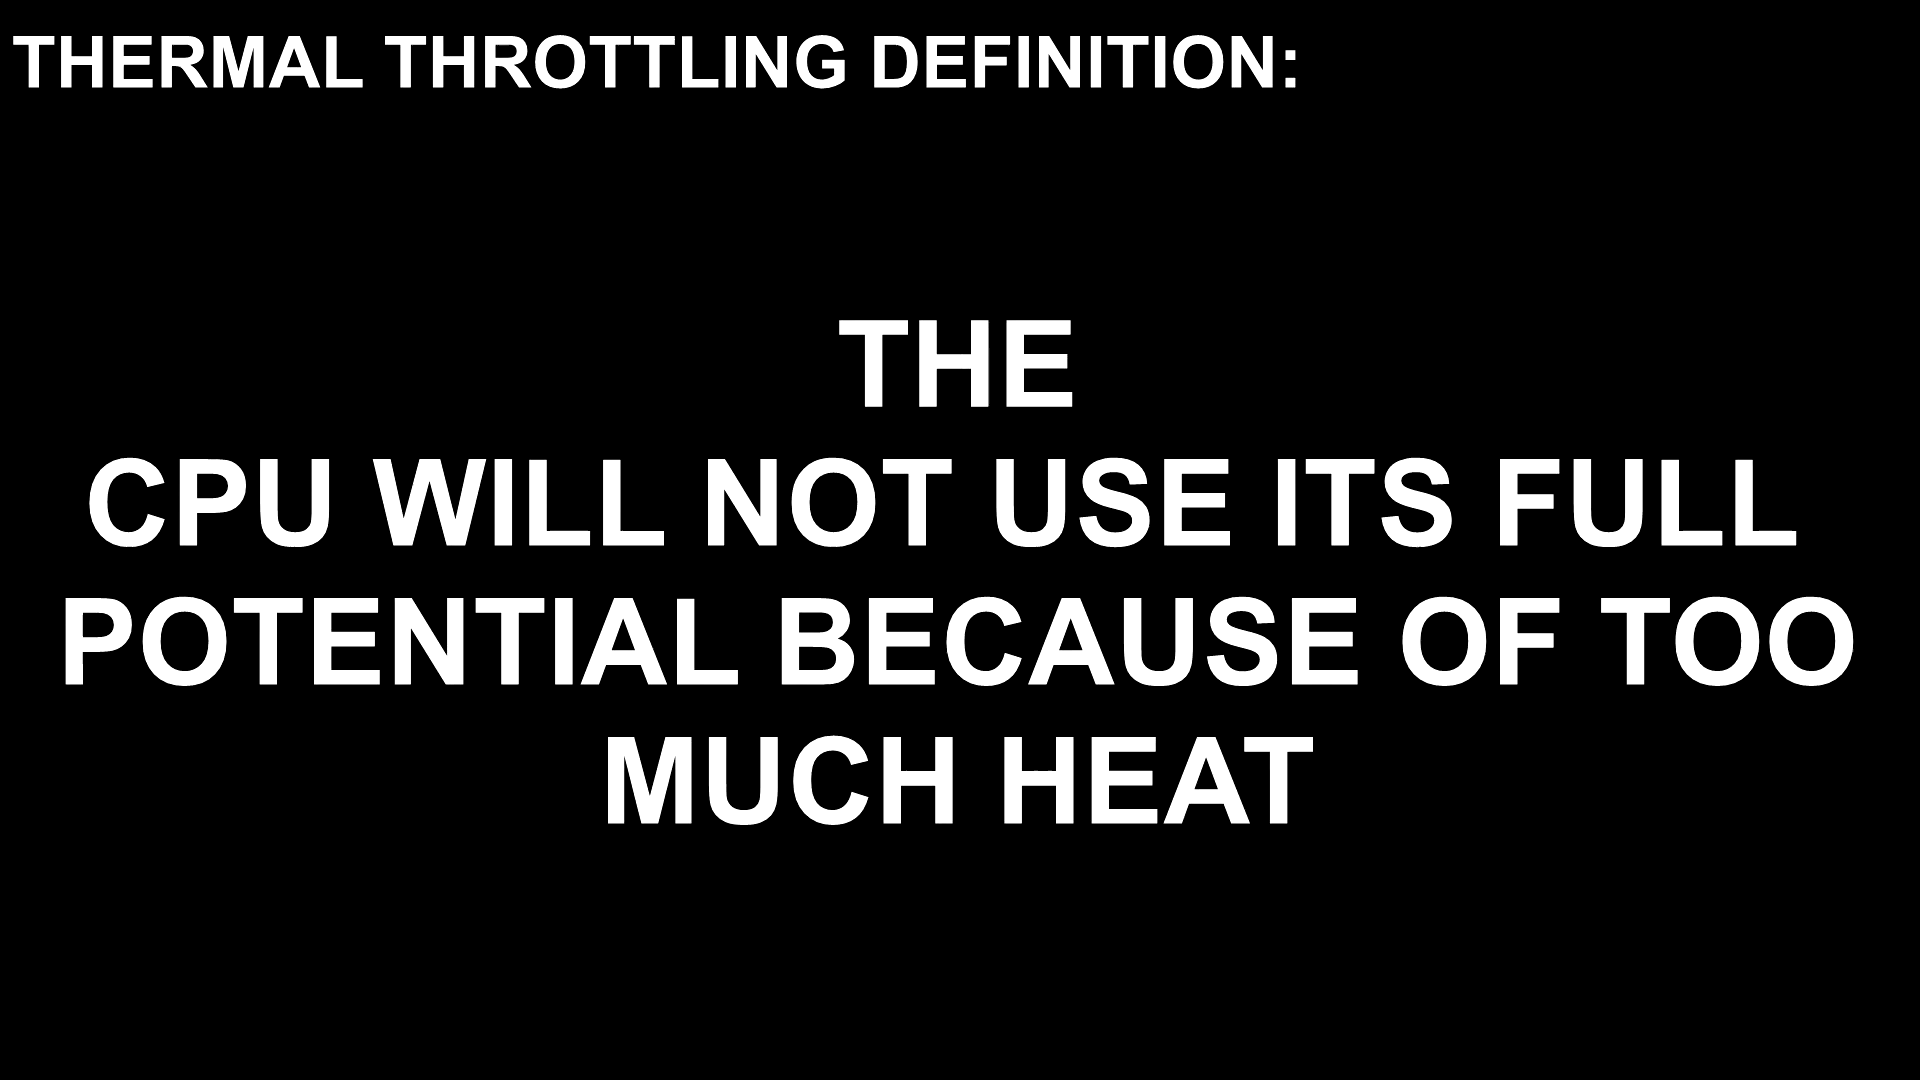 THERMAL THROTTLING DEFINITION:
THE
CPU WILL NOT USE ITS FULL
POTENTIAL BECAUSE OF TOO
MUCH HEAT